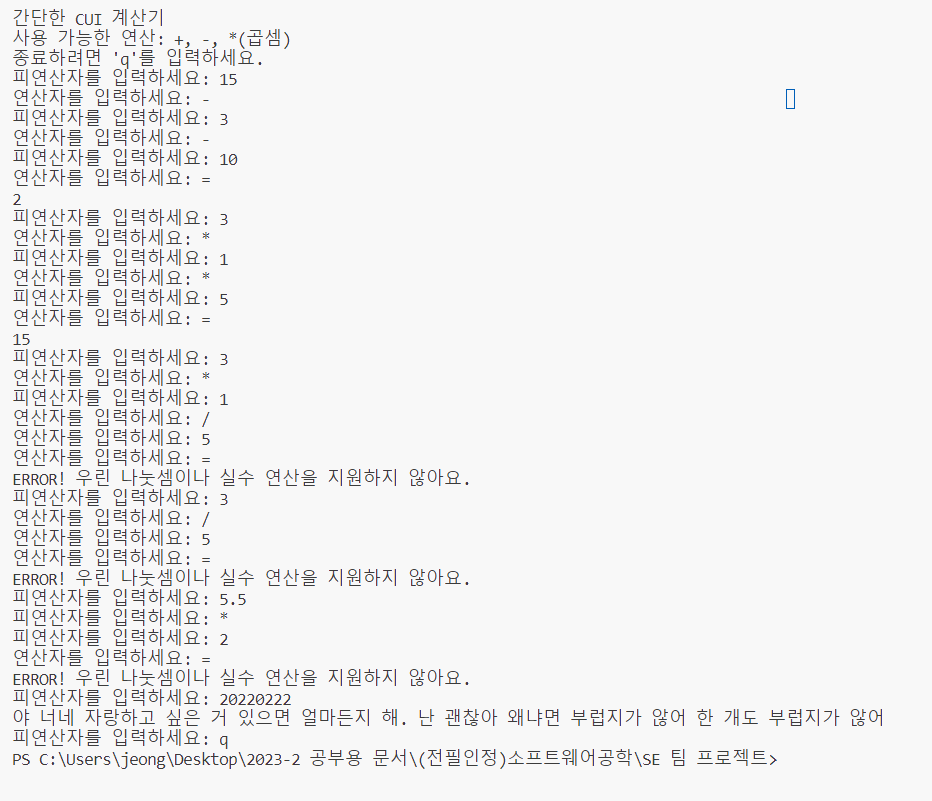 간단한 CUI 계산기
사용 가능한 연산: +, -, *(곱셈)
종료하려면 'q'를 입력하세요.
피연산자를 입력하세요: 15
연산자를 입력하세요: -
피연산자를 입력하세요: 3
연산자를 입력하세요: -
피연산자를 입력하세요: 10
연산자를 입력하세요: =
2
피연산자를 입력하세요: 3
연산자를 입력하세요: *
피연산자를 입력하세요: 1
연산자를 입력하세요: *
피연산자를 입력하세요: 5
연산자를 입력하세요: =
15
피연산자를 입력하세요: 3
연산자를 입력하세요: *
피연산자를 입력하세요: 1
연산자를 입력하세요: /
연산자를 입력하세요: 5
연산자를 입력하세요: =
ERROR! 우린 나눗셈이나 실수 연산을 지원하지 않아요.
피연산자를 입력하세요: 3
연산자를 입력하세요: /
연산자를 입력하세요: 5
연산자를 입력하세요: =
ERROR! 우린 나눗셈이나 실수 연산을 지원하지 않아요.
피연산자를 입력하세요: 5.5
피연산자를 입력하세요: *
피연산자를 입력하세요: 2
연산자를 입력하세요: =
ERROR! 우린 나눗셈이나 실수 연산을 지원하지 않아요.
피연산자를 입력하세요: 20220222
야 너네 자랑하고 싶은 거 있으면 얼마든지 해. 난 괜찮아 왜냐면 부럽지가 않어 한 개도 부럽지가 않어
피연산자를 입력하세요: q
PS C:\Users\jeong\Desktop\2023-2 공부용 문서\(전필인정)소프트웨어공학\SE 팀 프로젝트>